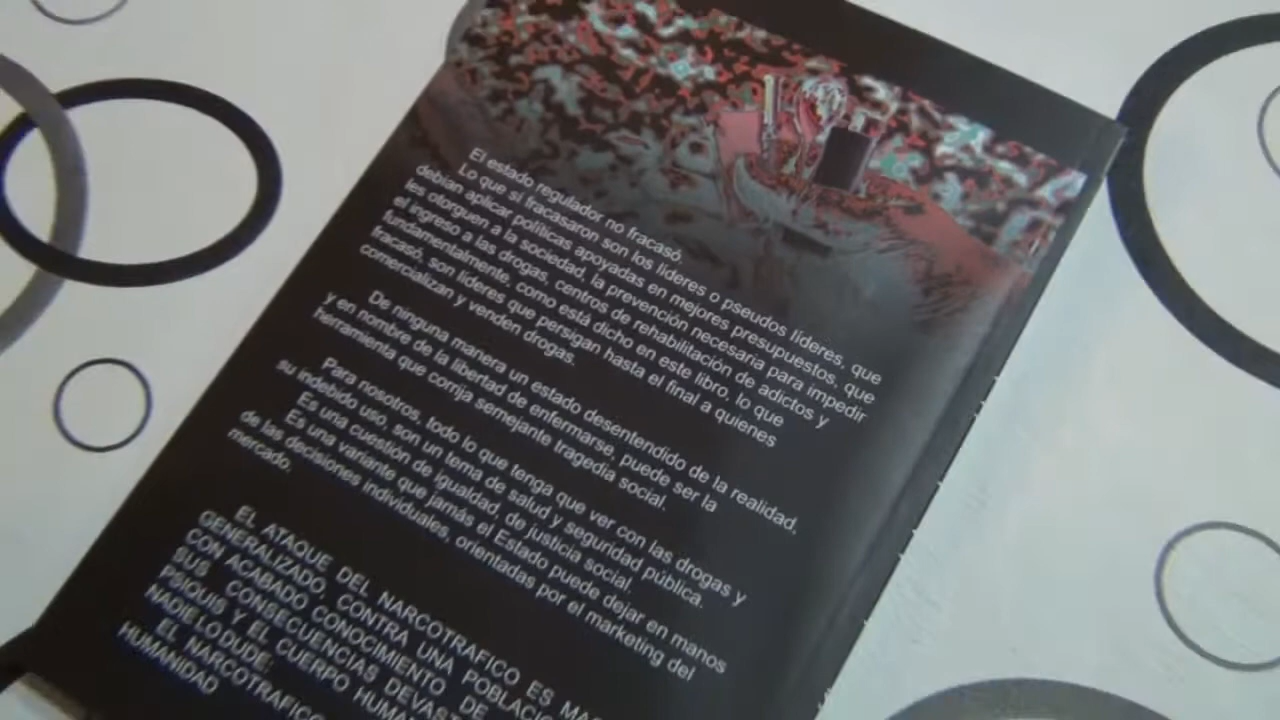 El estado regulador no fracasó.
Lo que sí fracasaron son los líderes o pseudos líderes, que
debían aplicar políticas apoyadas en mejores presupuestos, que
les otorguen a la sociedad, la prevención necesaria para impedir
el ingreso a las drogas, centros de rehabilitación de adictos y
fundamentalmente, como está dicho en este libro, lo que
fracasó, son líderes que persigan hasta el final a quienes
comercializan y venden drogas.
De ninguna manera un estado desentendido de la realidad,
y en nombre de la libertad de enfermarse, puede ser la
herramienta que corrija semejante tragedia social.
Para nosotros, todo lo que tenga que ver con las drogas y
su indebido uso, son un tema de salud y seguridad pública.
Es una cuestión de igualdad, de justicia social.
Es una variante que jamás el Estado puede dejar en manos
de las decisiones individuales, orientadas por el marketing del
mercado.
EL ATAQUE DEL NARCOTRAFICO ES
GENERALIZADO, CONTRA UNA
CON ACABADO CONOCIMIENTO DE
SUS CONSECUENCIAS
PSIQUIS Y EL CUERPO
NADIE LO DUDE:
EL NARCOTRAFICO
HUMANIDAD